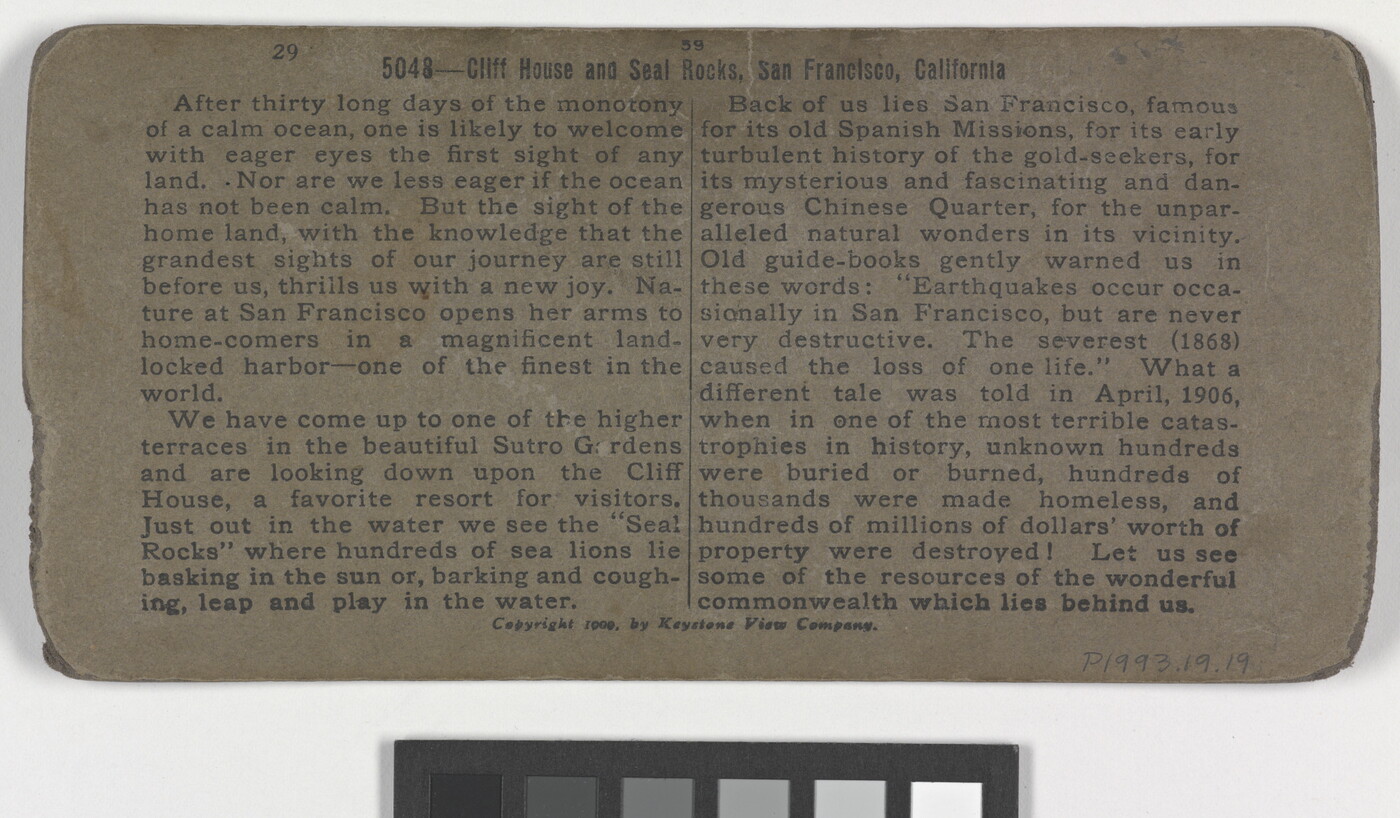 29
59
5048—Cliff House and Seal Rocks, San Francisco, California
After thirty long days of the monotony
of a calm ocean, one is likely to welcome
with eager eyes the first sight of any
land. Nor are we less eager if the ocean
has not been calm. But the sight of the
home land, with the knowledge that the
grandest sights of our journey are still
before us, thrills us with a new joy. Na-
ture at San Francisco opens her arms to
home-comers in a magnificent land-
locked harbor—one of the finest in the
world.
We have come up to one of the higher
terraces in the beautiful Sutro Gardens
and are looking down upon the Cliff
House, a favorite resort for visitors.
Just out in the water we see the "Seal
Rocks" where hundreds of sea lions lie
basking in the sun or, barking and cough-
ing, leap and play in the water.
Back of us lies San Francisco, famous
for its old Spanish Missions, for its early
turbulent history of the gold-seekers, for
its mysterious and fascinating and dan-
gerous Chinese Quarter, for the unpar-
alleled natural wonders in its vicinity.
Old guide-books gently warned us in
these words: "Earthquakes occur occa-
sionally in San Francisco, but are never
very destructive. The severest (1868)
caused the loss of one life." What a
different tale was told in April, 1906,
when in one of the most terrible catas-
trophies in history, unknown hundreds
were buried or burned, hundreds of
thousands were made homeless, and
hundreds of millions of dollars' worth of
property were destroyed! Let us see
some of the resources of the wonderful
commonwealth which lies behind us.
Copyright by Keystone View Company.
P1993.19.19